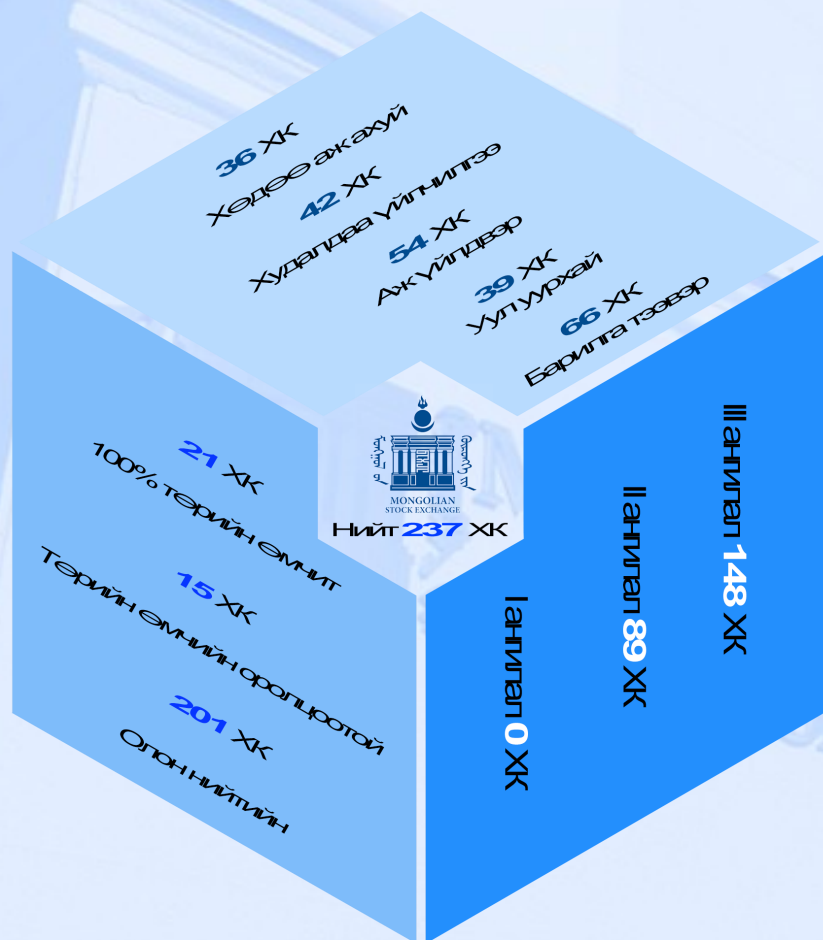 36 ХК
Хөдөө аж ахуй
42 ХК
Худалдаа Үйлчилгээ
54 ХК
Аж Үйлдвэр
39 ХК
Уул уурхай
66 ХК
Барилга тээвэр
21 ХК
100% төрийн өмчит
15 ХК
Төрийн өмчийн оролцоотой
201 ХК
Олон нийтийн
MONGOLIAN
STOCK EXCHANGE
Нийт 237 ХК
I ангилал 0 ХК
II ангилал 89 ХК
III ангилал 148 ХК